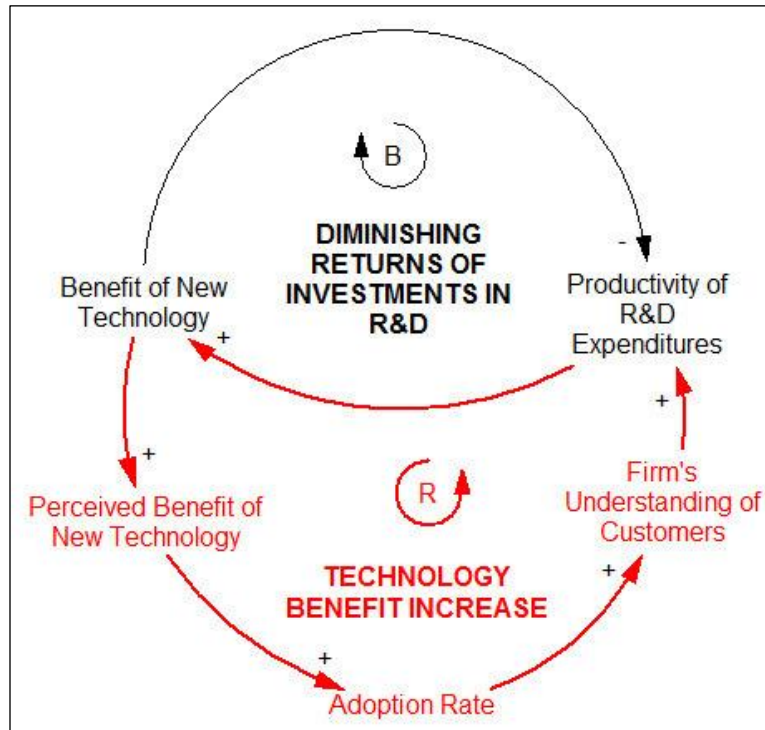 B
DIMINISHING
RETURNS OF
INVESTMENTS IN
R&D
-
Benefit of New
Technology
+
Productivity of
R&D
Expenditures
+
+
Perceived Benefit of
New Technology
R
Firm's
Understanding of
Customers
TECHNOLOGY
BENEFIT INCREASE
+
+
Adoption Rate